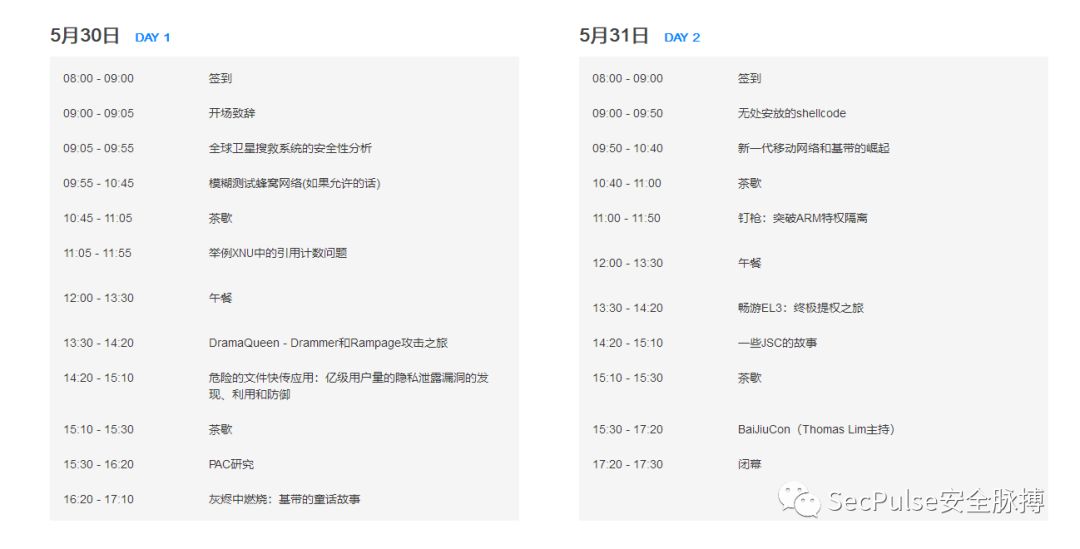 5月30日 DAY 1
08:00 - 09:00 签到
09:00 - 09:05 开场致辞
09:05 - 09:55 全球卫星搜救系统的安全性分析
09:55 - 10:45 模糊测试蜂窝网络(如果允许的话)
10:45 - 11:05 茶歇
11:05 - 11:55 举例XNU中的引用计数问题
12:00 - 13:30 午餐
13:30 - 14:20 DramaQueen - Drammer和Rampage攻击之旅
14:20 - 15:10 危险的文件快传应用：亿级用户量的隐私泄露漏洞的发
现、利用和防御
15:10 - 15:30 茶歇
15:30 - 16:20 PAC研究
16:20 - 17:10 灰烬中燃烧：基带的童话故事
5月31日 DAY 2
08:00 - 09:00 签到
09:00 - 09:50 无处安放的shellcode
09:50 - 10:40 新一代移动网络和基带的崛起
10:40 - 11:00 茶歇
11:00 - 11:50 钉枪：突破ARM特权隔离
12:00 - 13:30 午餐
13:30 - 14:20 畅游EL3：终极提权之旅
14:20 - 15:10 一些JSC的故事
15:10 - 15:30 茶歇
15:30 - 17:20 BaiJiuCon（Thomas Lim主持）
17:20 - 17:30 闭幕
SecPulse安全脉搏